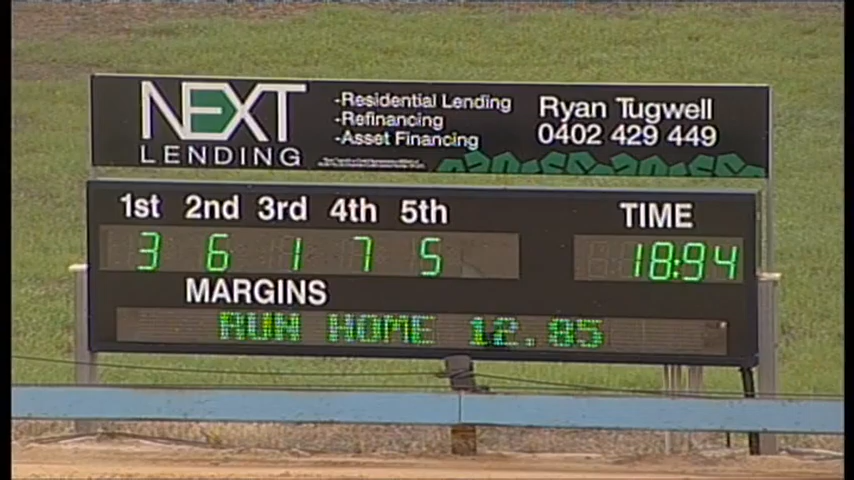 NEXT
LENDING
-Residential Lending
-Refinancing
-Asset Financing
Ryan Tugwell
0402 429 449
1st 2nd 3rd 4th 5th TIME
3 6 1 7 5 18:94
MARGINS
RUN HOME 12.85